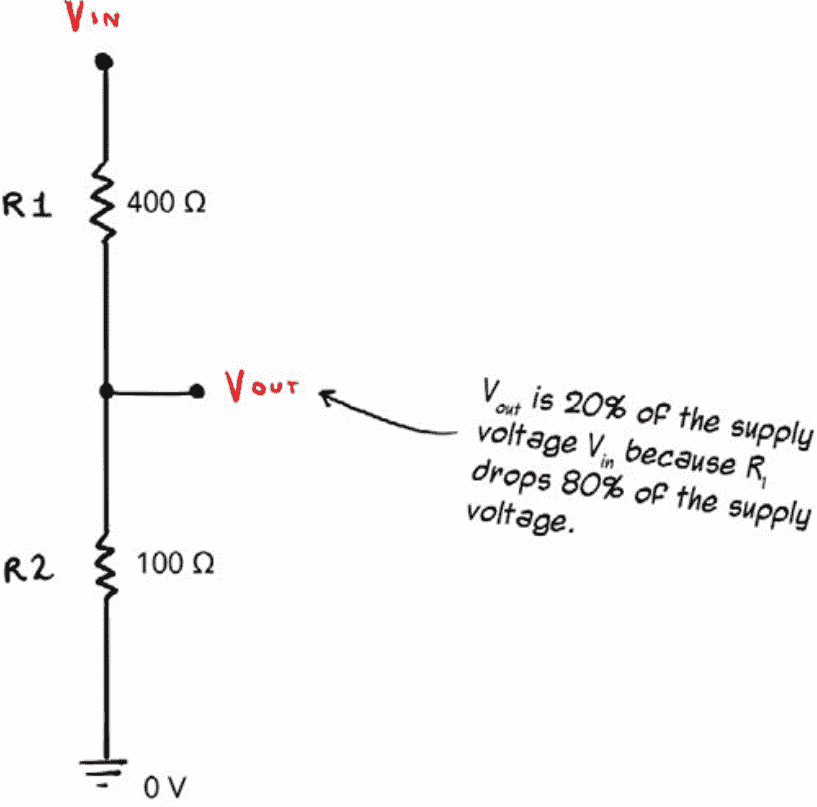 VIN
R1 400 Ω
VOUT
Vout is 20% of the supply
voltage Vin because R1
drops 80% of the supply
voltage.
R2 100 Ω
0 V